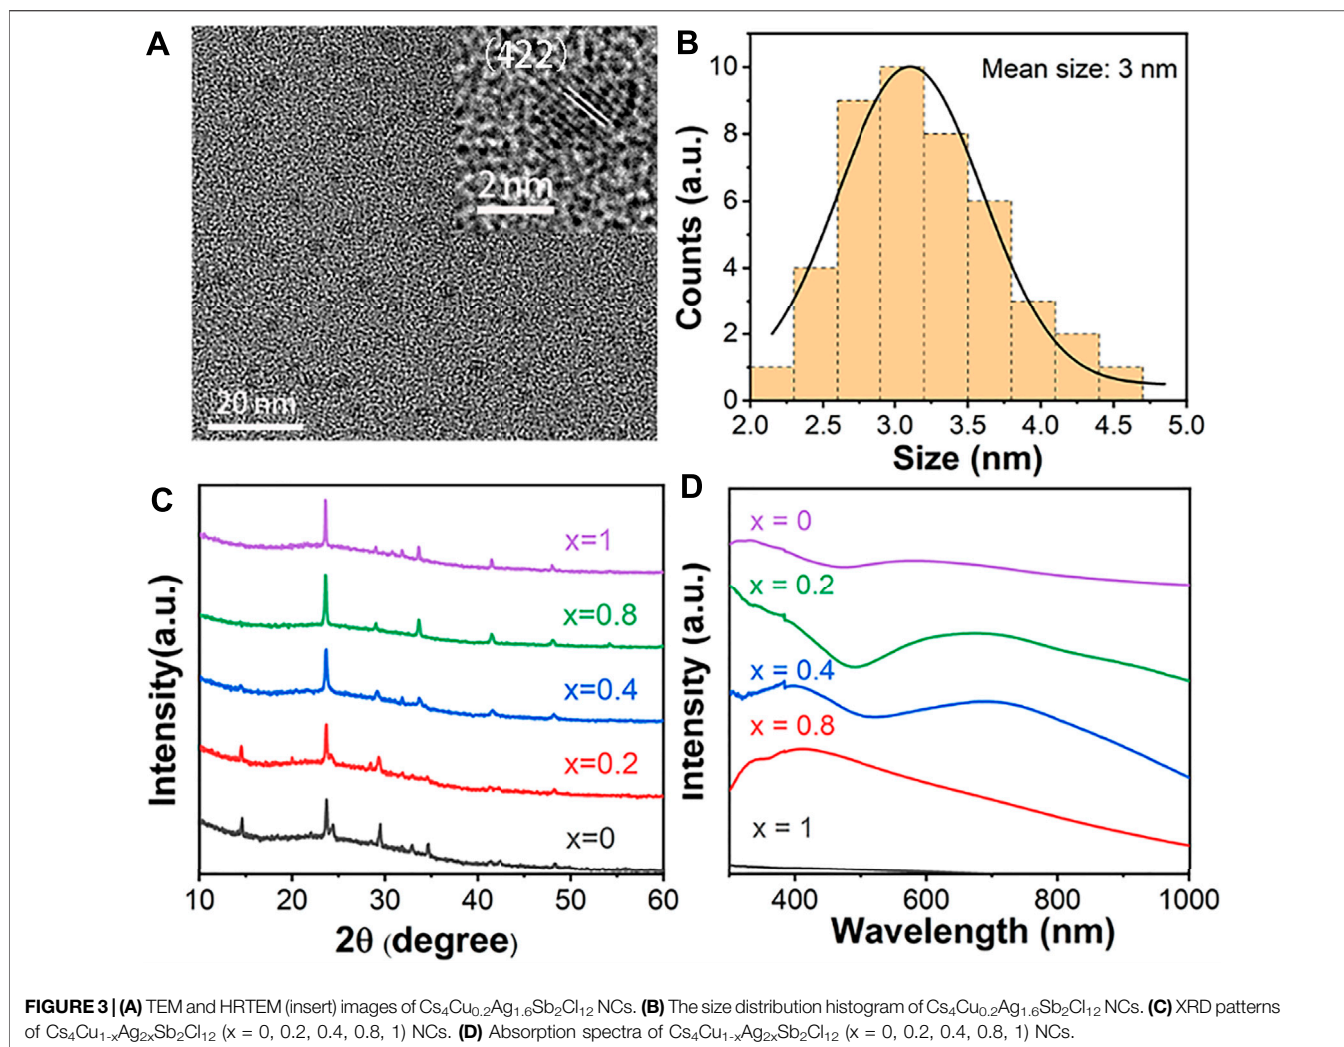 A
(422)
2 nm
20 nm
B
Mean size: 3 nm
Counts (a.u.)
10
8
6
4
2
0
2.0 2.5 3.0 3.5 4.0 4.5 5.0
Size (nm)
C
x=1
x=0.8
x=0.4
x=0.2
x=0
Intensity(a.u.)
10 20 30 40 50 60
2θ (degree)
D
x = 0
x = 0.2
x = 0.4
x = 0.8
x = 1
Intensity (a.u.)
400 600 800 1000
Wavelength (nm)
FIGURE 3 | (A) TEM and HRTEM (insert) images of Cs₄Cu₀.₂Ag₁.₆Sb₂Cl₁₂ NCs. (B) The size distribution histogram of Cs₄Cu₀.₂Ag₁.₆Sb₂Cl₁₂ NCs. (C) XRD patterns
of Cs₄Cu₁₋ₓAg₂ₓSb₂Cl₁₂ (x = 0, 0.2, 0.4, 0.8, 1) NCs. (D) Absorption spectra of Cs₄Cu₁₋ₓAg₂ₓSb₂Cl₁₂ (x = 0, 0.2, 0.4, 0.8, 1) NCs.